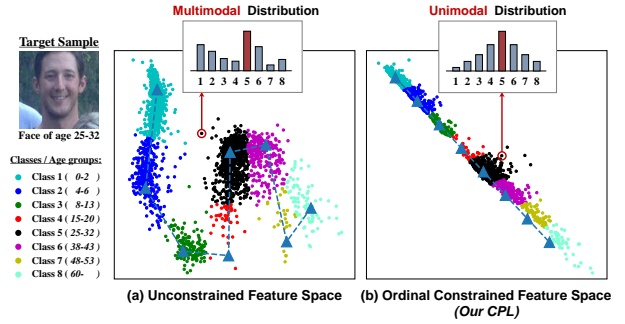 Multimodal Distribution
Unimodal Distribution
Target Sample
Face of age 25-32
1 2 3 4 5 6 7 8
1 2 3 4 5 6 7 8
Classes / Age groups:
Class 1 ( 0-2 )
Class 2 ( 4-6 )
Class 3 ( 8-13 )
Class 4 (15-20)
Class 5 (25-32)
Class 6 (38-43)
Class 7 (48-53)
Class 8 (60- )
(a) Unconstrained Feature Space
(b) Ordinal Constrained Feature Space
(Our CPL)